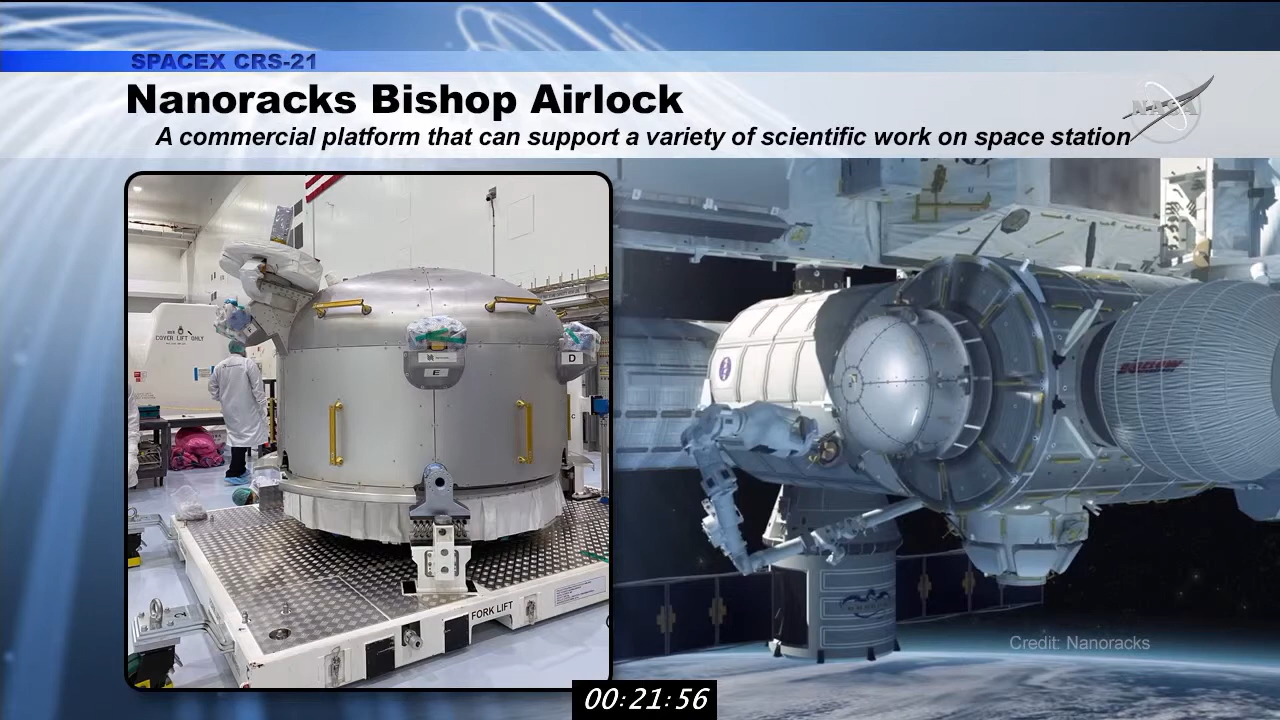 SPACEX CRS-21
Nanoracks Bishop Airlock
A commercial platform that can support a variety of scientific work on space station
NASA
COVER LIFT ONLY
E
D
C
FORK LIFT
Credit: Nanoracks
00:21:56